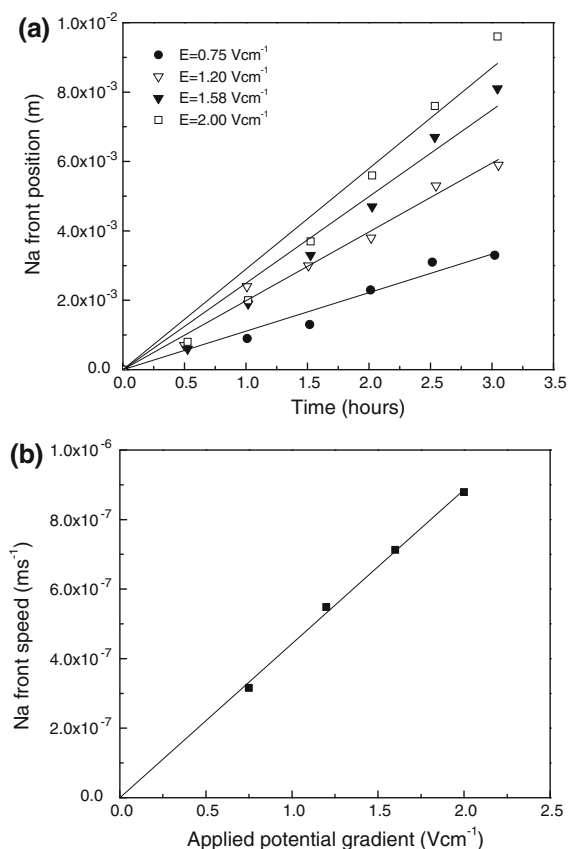 (a)
1.0x10⁻²
8.0x10⁻³
6.0x10⁻³
4.0x10⁻³
2.0x10⁻³
0.0
Na front position (m)
E=0.75 Vcm⁻¹
E=1.20 Vcm⁻¹
E=1.58 Vcm⁻¹
E=2.00 Vcm⁻¹
0.0 0.5 1.0 1.5 2.0 2.5 3.0 3.5
Time (hours)
(b)
1.0x10⁻⁶
8.0x10⁻⁷
6.0x10⁻⁷
4.0x10⁻⁷
2.0x10⁻⁷
0.0
Na front speed (ms⁻¹)
0.0 0.5 1.0 1.5 2.0 2.5
Applied potential gradient (Vcm⁻¹)